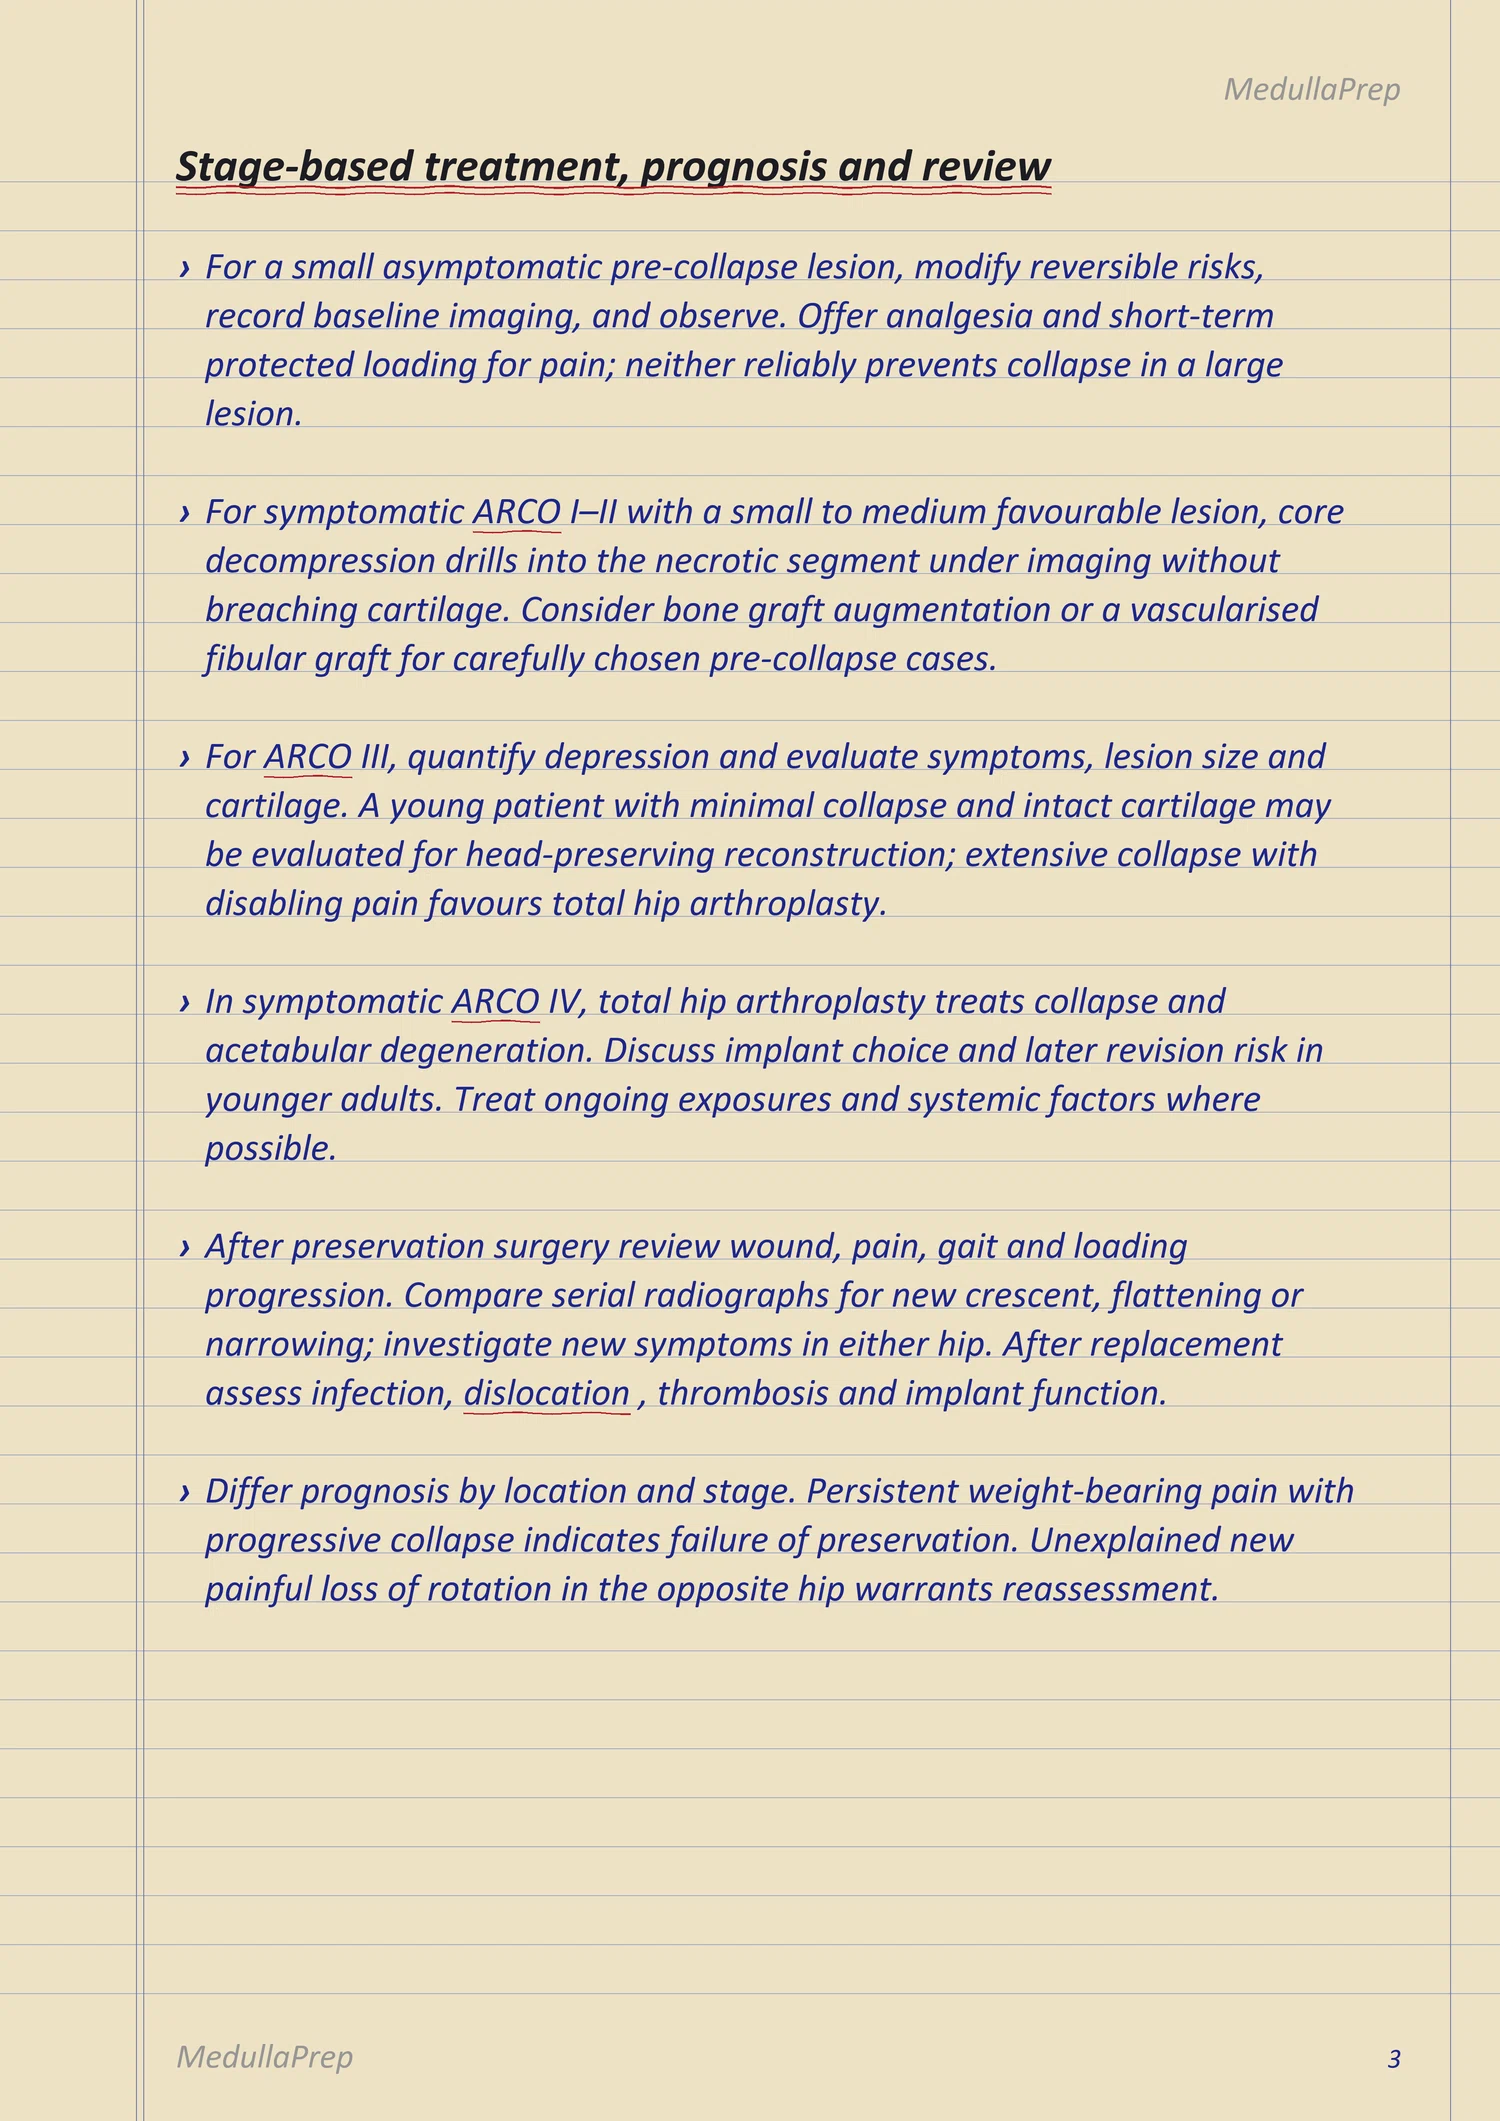 MedullaPrep
Stage-based treatment, prognosis and review
› For a small asymptomatic pre-collapse lesion, modify reversible risks,
record baseline imaging, and observe. Offer analgesia and short-term
protected loading for pain; neither reliably prevents collapse in a large
lesion.
› For symptomatic ARCO I–II with a small to medium favourable lesion, core
decompression drills into the necrotic segment under imaging without
breaching cartilage. Consider bone graft augmentation or a vascularised
fibular graft for carefully chosen pre-collapse cases.
› For ARCO III, quantify depression and evaluate symptoms, lesion size and
cartilage. A young patient with minimal collapse and intact cartilage may
be evaluated for head-preserving reconstruction; extensive collapse with
disabling pain favours total hip arthroplasty.
› In symptomatic ARCO IV, total hip arthroplasty treats collapse and
acetabular degeneration. Discuss implant choice and later revision risk in
younger adults. Treat ongoing exposures and systemic factors where
possible.
› After preservation surgery review wound, pain, gait and loading
progression. Compare serial radiographs for new crescent, flattening or
narrowing; investigate new symptoms in either hip. After replacement
assess infection, dislocation , thrombosis and implant function.
› Differ prognosis by location and stage. Persistent weight-bearing pain with
progressive collapse indicates failure of preservation. Unexplained new
painful loss of rotation in the opposite hip warrants reassessment.
MedullaPrep
3